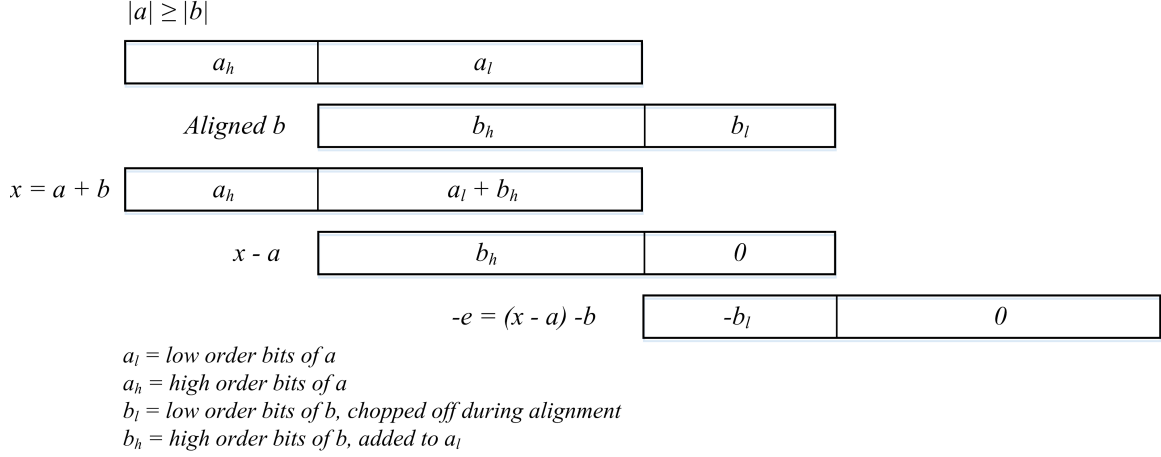 |a| ≥ |b|
a_h a_l
Aligned b b_h b_l
x = a + b a_h a_l + b_h
x - a b_h 0
-e = (x - a) -b -b_l 0
a_l = low order bits of a
a_h = high order bits of a
b_l = low order bits of b, chopped off during alignment
b_h = high order bits of b, added to a_l